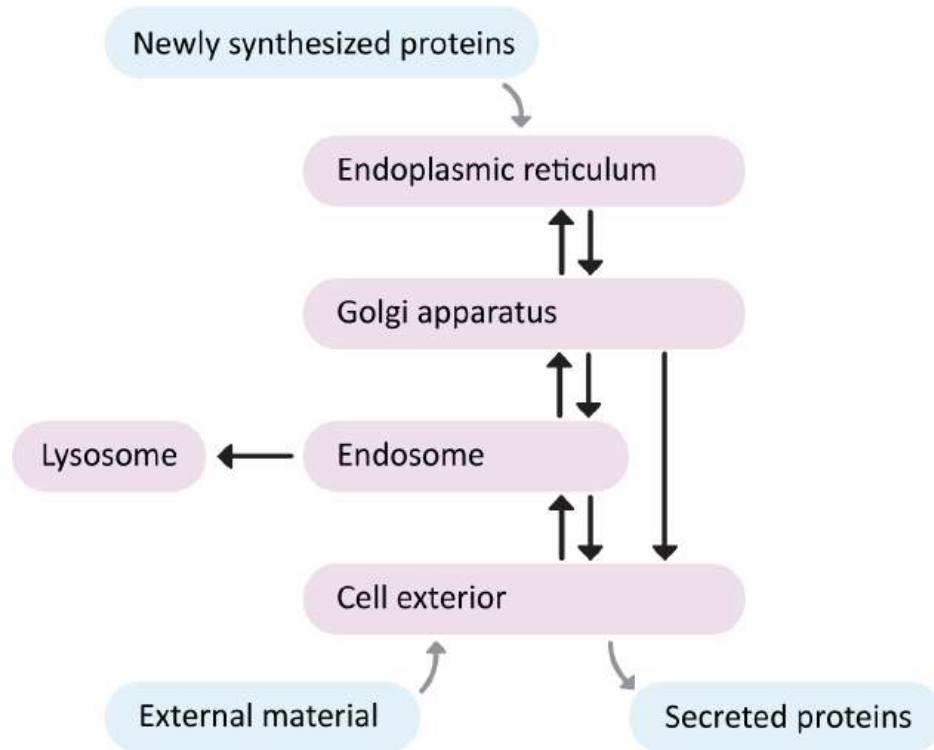 Newly synthesized proteins
Endoplasmic reticulum
Golgi apparatus
Lysosome
Endosome
Cell exterior
External material
Secreted proteins